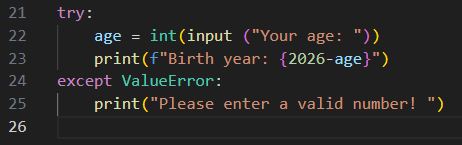 21 try:
22     age = int(input ("Your age: "))
23     print(f"Birth year: {2026-age}")
24 except ValueError:
25     print("Please enter a valid number! ")
26